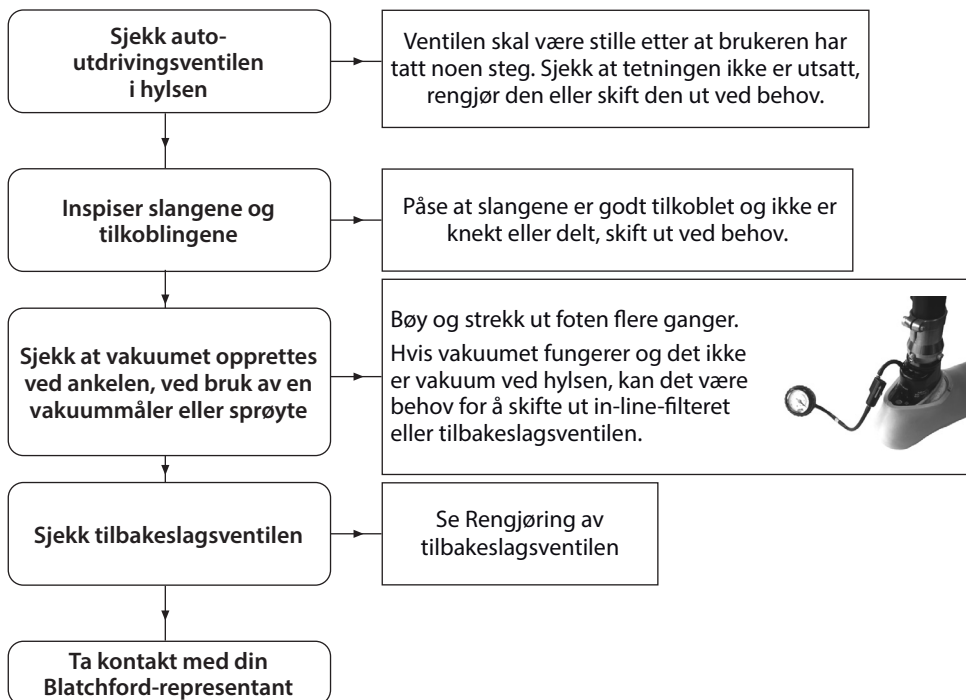 Sjekk auto-
utdrivingsventilen
i hylsen
Ventilen skal være stille etter at brukeren har
tatt noen steg. Sjekk at tetningen ikke er utsatt,
rengjør den eller skift den ut ved behov.
Inspiser slangene og
tilkoblingene
Påse at slangene er godt tilkoblet og ikke er
knekt eller delt, skift ut ved behov.
Sjekk at vakuumet opprettes
ved ankelen, ved bruk av en
vakuummåler eller sprøyte
Bøy og strekk ut foten flere ganger.
Hvis vakuumet fungerer og det ikke
er vakuum ved hylsen, kan det være
behov for å skifte ut in-line-filteret
eller tilbakeslagsventilen.
Sjekk tilbakeslagsventilen
Se Rengjøring av
tilbakeslagsventilen
Ta kontakt med din
Blatchford-representant